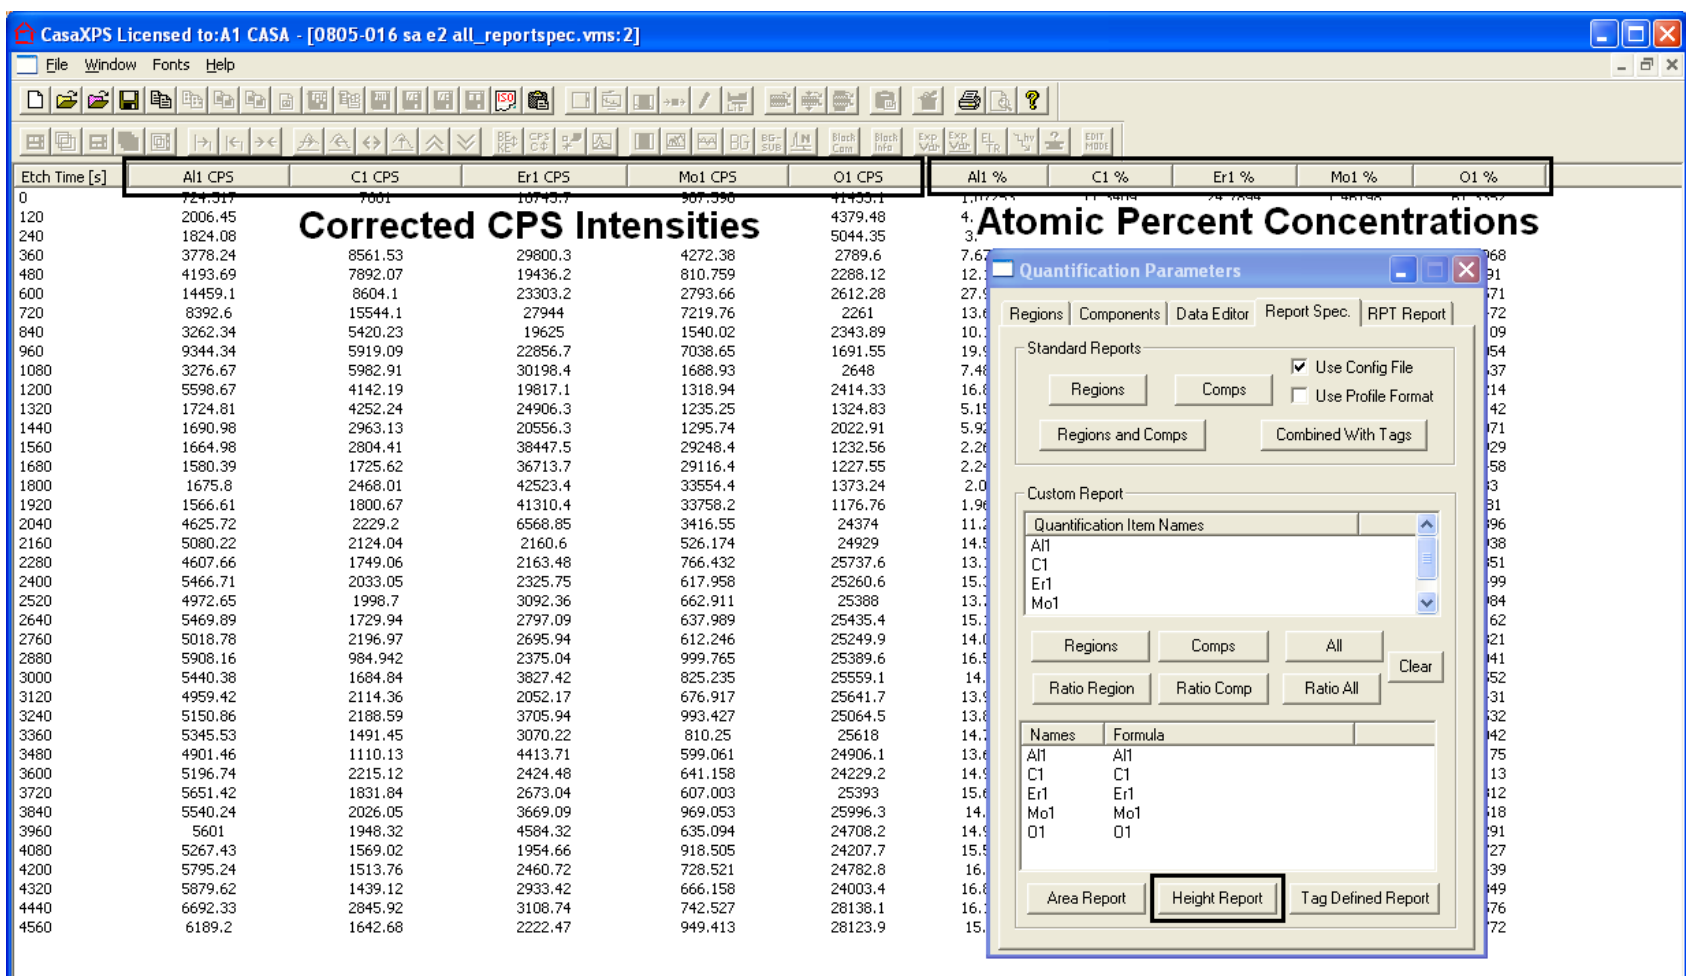 CasaXPS Licensed to:A1 CASA - [0805-016 sa e2 all_reportspec.vms:2]
File Window Fonts Help
ISO
BE KE CPS BG BG-SUB Block Com Block Info Exp Var Exp Var EL TR hv EDIT MODE
Etch Time [s] Al1 CPS C1 CPS Er1 CPS Mo1 CPS O1 CPS Al1 % C1 % Er1 % Mo1 % O1 %
0
Corrected CPS Intensities
Atomic Percent Concentrations
120 2006.45 4379.48
240 1824.08 5044.35
360 3778.24 8561.53 29800.3 4272.38 2789.6
480 4193.69 7892.07 19436.2 810.759 2288.12
600 14459.1 8604.1 23303.2 2793.66 2612.28
720 8392.6 15544.1 27944 7219.76 2261
840 3262.34 5420.23 19625 1540.02 2343.89
960 9344.34 5919.09 22856.7 7038.65 1691.55
1080 3276.67 5982.91 30198.4 1688.93 2648
1200 5598.67 4142.19 19817.1 1318.94 2414.33
1320 1724.81 4252.24 24906.3 1235.25 1324.83
1440 1690.98 2963.13 20556.3 1295.74 2022.91
1560 1664.98 2804.41 38447.5 29248.4 1232.56
1680 1580.39 1725.62 36713.7 29116.4 1227.55
1800 1675.8 2468.01 42523.4 33554.4 1373.24
1920 1566.61 1800.67 41310.4 33758.2 1176.76
2040 4625.72 2229.2 6568.85 3416.55 24374
2160 5080.22 2124.04 2160.6 526.174 24929
2280 4607.66 1749.06 2163.48 766.432 25737.6
2400 5466.71 2033.05 2325.75 617.958 25260.6
2520 4972.65 1998.7 3092.36 662.911 25388
2640 5469.89 1729.94 2797.09 637.989 25435.4
2760 5018.78 2196.97 2695.94 612.246 25249.9
2880 5908.16 984.942 2375.04 999.765 25389.6
3000 5440.38 1684.84 3827.42 825.235 25559.1
3120 4959.42 2114.36 2052.17 676.917 25641.7
3240 5150.86 2188.59 3705.94 993.427 25064.5
3360 5345.53 1491.45 3070.22 810.25 25618
3480 4901.46 1110.13 4413.71 599.061 24906.1
3600 5196.74 2215.12 2424.48 641.158 24229.2
3720 5651.42 1831.84 2673.04 607.003 25393
3840 5540.24 2026.05 3669.09 969.053 25996.3
3960 5601 1948.32 4584.32 635.094 24708.2
4080 5267.43 1569.02 1954.66 918.505 24207.7
4200 5795.24 1513.76 2460.72 728.521 24782.8
4320 5879.62 1439.12 2933.42 666.158 24003.4
4440 6692.33 2845.92 3108.74 742.527 28138.1
4560 6189.2 1642.68 2222.47 949.413 28123.9
Quantification Parameters
Regions Components Data Editor Report Spec. RPT Report
Standard Reports
Use Config File
Regions Comps
Use Profile Format
Regions and Comps Combined With Tags
Custom Report
Quantification Item Names
Al1
C1
Er1
Mo1
Regions Comps All
Clear
Ratio Region Ratio Comp Ratio All
Names Formula
Al1 Al1
C1 C1
Er1 Er1
Mo1 Mo1
O1 O1
Area Report Height Report Tag Defined Report